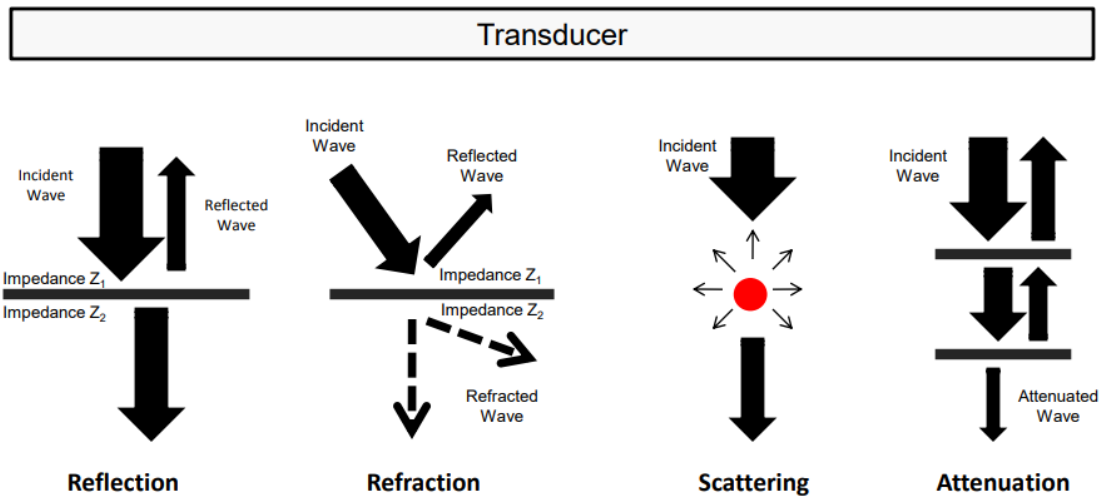 Transducer
Incident
Wave
Reflected
Wave
Impedance Z₁
Impedance Z₂
Reflection
Incident
Wave
Reflected
Wave
Impedance Z₁
Impedance Z₂
Refracted
Wave
Refraction
Incident
Wave
Scattering
Incident
Wave
Attenuated
Wave
Attenuation